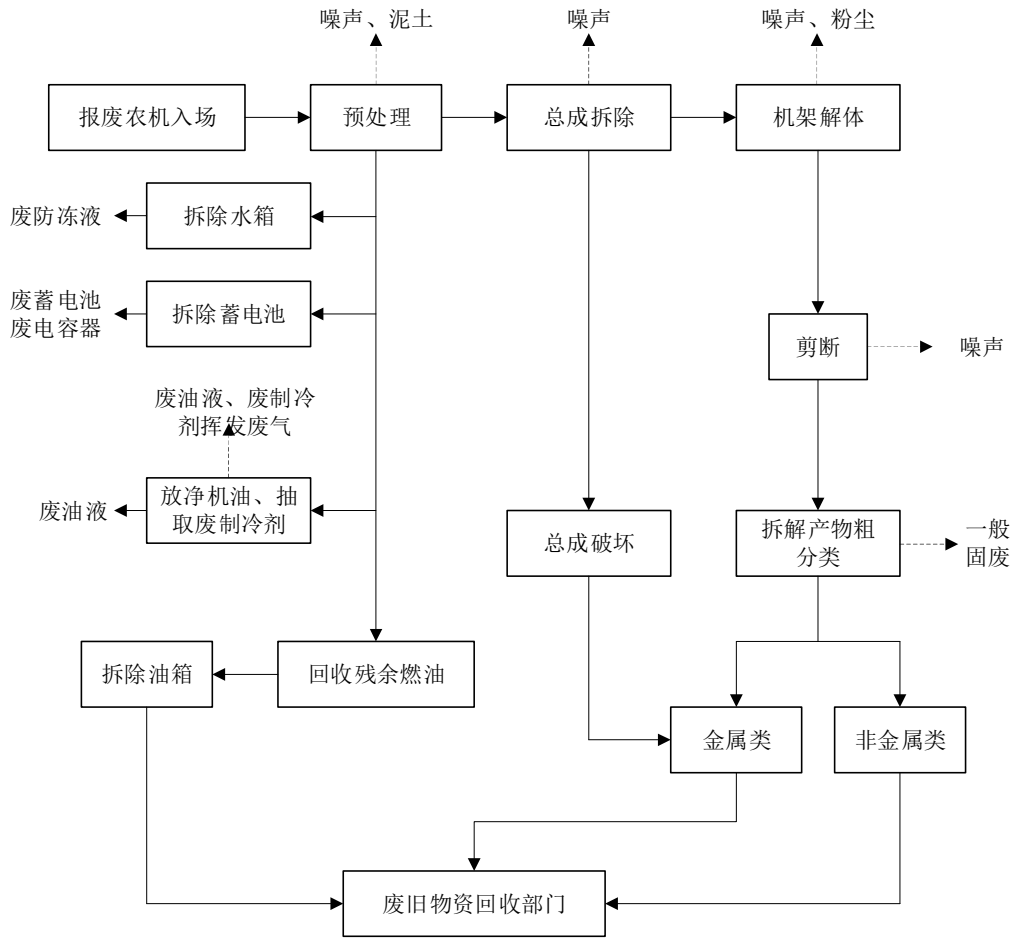 噪声、泥土
噪声
噪声、粉尘
报废农机入场
预处理
总成拆除
机架解体
废防冻液
拆除水箱
废蓄电池
废电容器
拆除蓄电池
剪断
噪声
废油液、废制冷
剂挥发废气
废油液
放净机油、抽
取废制冷剂
总成破坏
拆解产物粗
分类
一般
固废
拆除油箱
回收残余燃油
金属类
非金属类
废旧物资回收部门